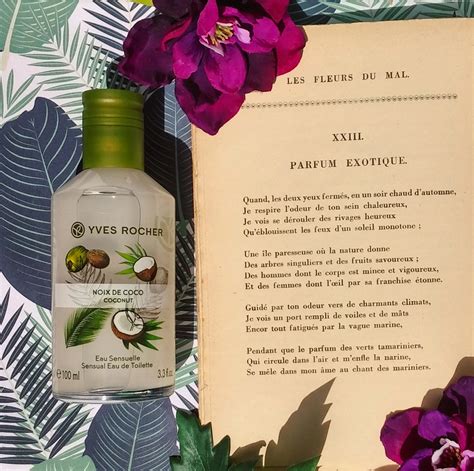 YVES ROCHER
NOIX DE COCO
COCONUT
Eau Sensuelle
Sensual Eau de Toilette
℮ 100 ml 3.3 fl.
LES FLEURS DU MAL.
XXIII.
PARFUM EXOTIQUE.
Quand, les deux yeux fermés, en un soir chaud d'automne,
Je respire l'odeur de ton sein chaleureux,
Je vois se dérouler des rivages heureux
Qu'éblouissent les feux d'un soleil monotone ;
Une île paresseuse où la nature donne
Des arbres singuliers et des fruits savoureux ;
Des hommes dont le corps est mince et vigoureux,
Et des femmes dont l'œil par sa franchise étonne.
Guidé par ton odeur vers de charmants climats,
Je vois un port rempli de voiles et de mâts
Encor tout fatigués par la vague marine,
Pendant que le parfum des verts tamariniers,
Qui circule dans l'air et m'enfle la narine,
Se mêle dans mon âme au chant des mariniers.